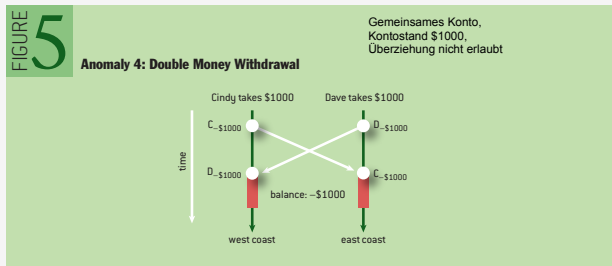 FIGURE 5
Gemeinsames Konto,
Kontostand $1000,
Überziehung nicht erlaubt
Anomaly 4: Double Money Withdrawal
Cindy takes $1000 Dave takes $1000
C–$1000 D–$1000
time
D–$1000 C–$1000
balance: –$1000
west coast east coast